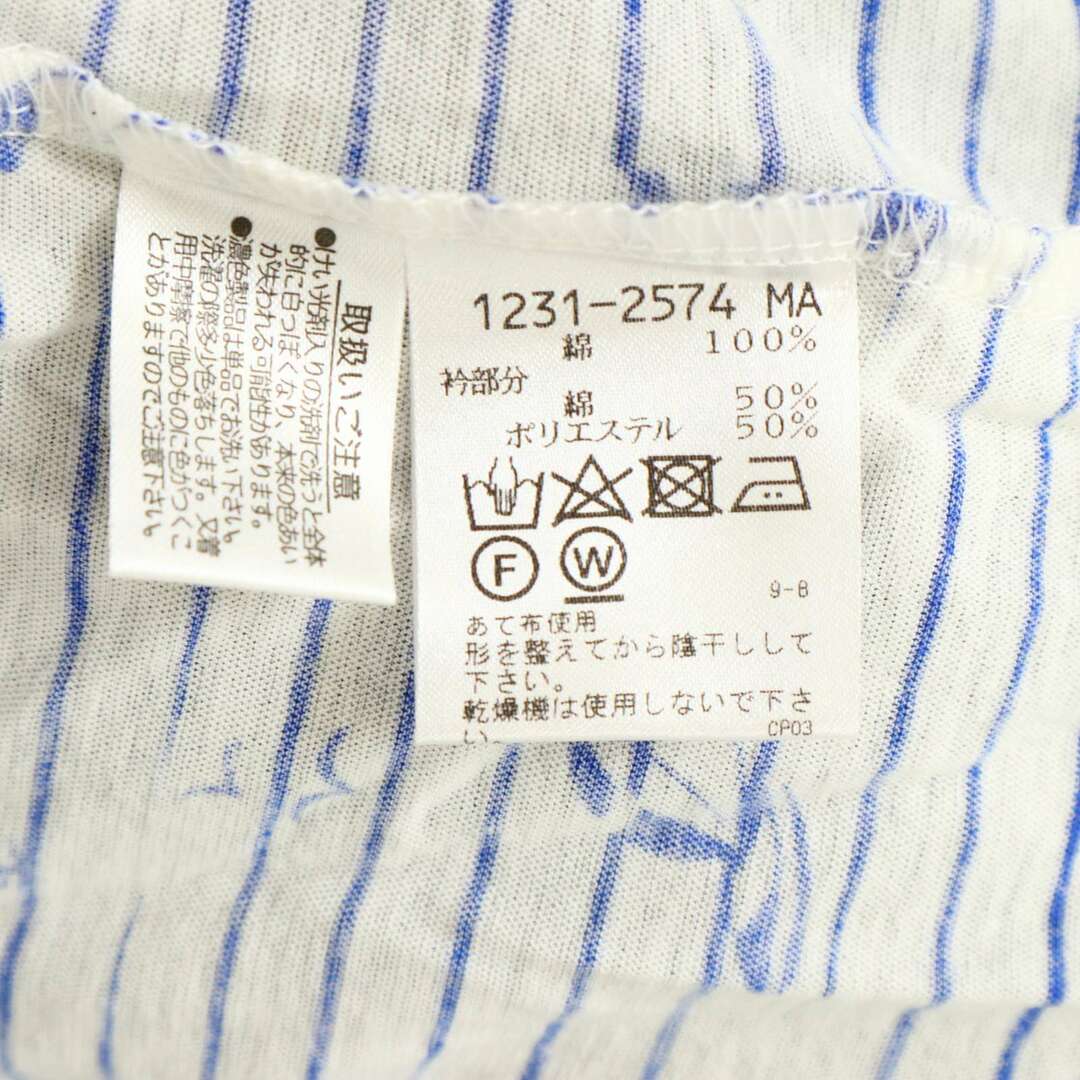 取扱いご注意
●けい光剤入りの洗剤で洗うと全体
的に白っぽくなり、本来の色あい
が失われる可能性があります。
●濃色製品は単品でお洗い下さい。
洗濯の際多少色落ちします。又着
用中摩擦で他のものに色がつくこ
とがありますのでご注意下さい。
1231-2574 MA
綿 100%
衿部分
綿 50%
ポリエステル 50%
F W
9-8
あて布使用
形を整えてから陰干しして
下さい。
乾燥機は使用しないで下さ
い。
CP03